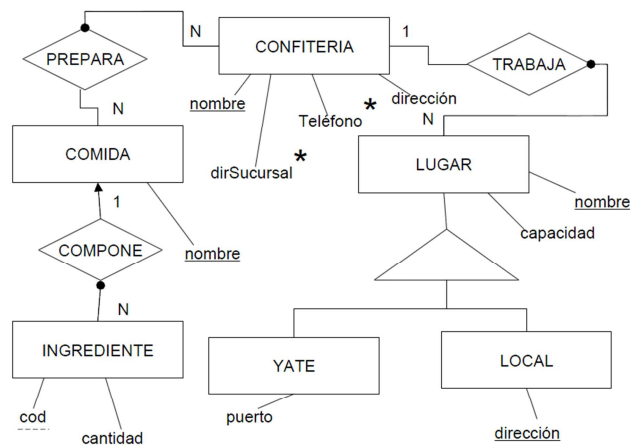 N
CONFITERIA
1
PREPARA
TRABAJA
nombre
Teléfono *
dirección
N
N
COMIDA
dirSucursal *
LUGAR
1
nombre
COMPONE
nombre
capacidad
N
INGREDIENTE
YATE
LOCAL
cod
cantidad
puerto
dirección